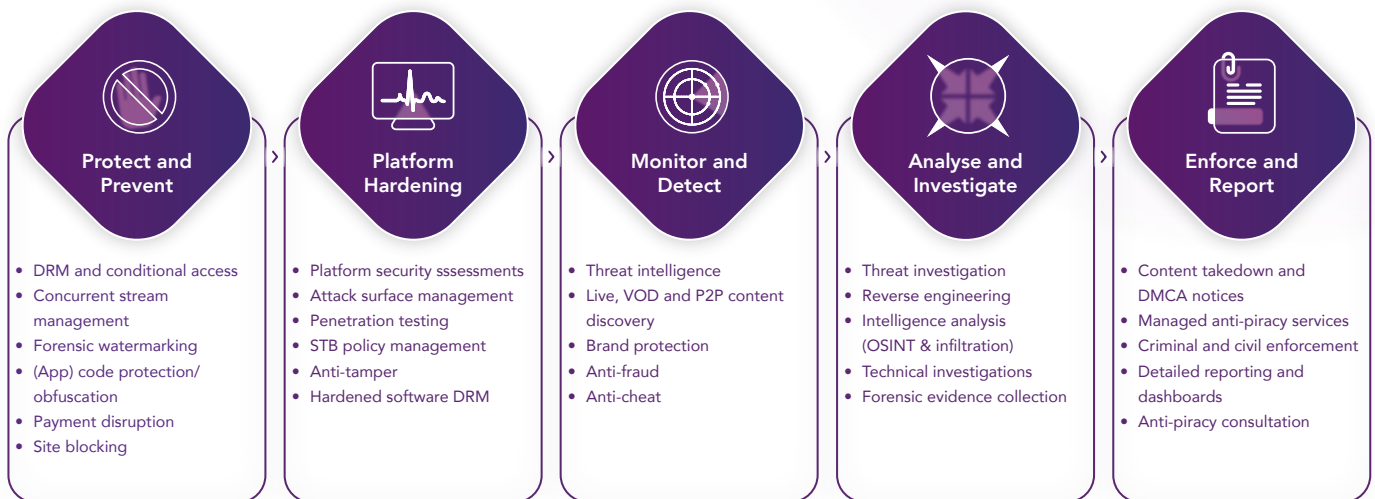 Protect and
Prevent
• DRM and conditional access
• Concurrent stream
management
• Forensic watermarking
• (App) code protection/
obfuscation
• Payment disruption
• Site blocking
Platform
Hardening
• Platform security sssessments
• Attack surface management
• Penetration testing
• STB policy management
• Anti-tamper
• Hardened software DRM
Monitor and
Detect
• Threat intelligence
• Live, VOD and P2P content
discovery
• Brand protection
• Anti-fraud
• Anti-cheat
Analyse and
Investigate
• Threat investigation
• Reverse engineering
• Intelligence analysis
(OSINT & infiltration)
• Technical investigations
• Forensic evidence collection
Enforce and
Report
• Content takedown and
DMCA notices
• Managed anti-piracy services
• Criminal and civil enforcement
• Detailed reporting and
dashboards
• Anti-piracy consultation